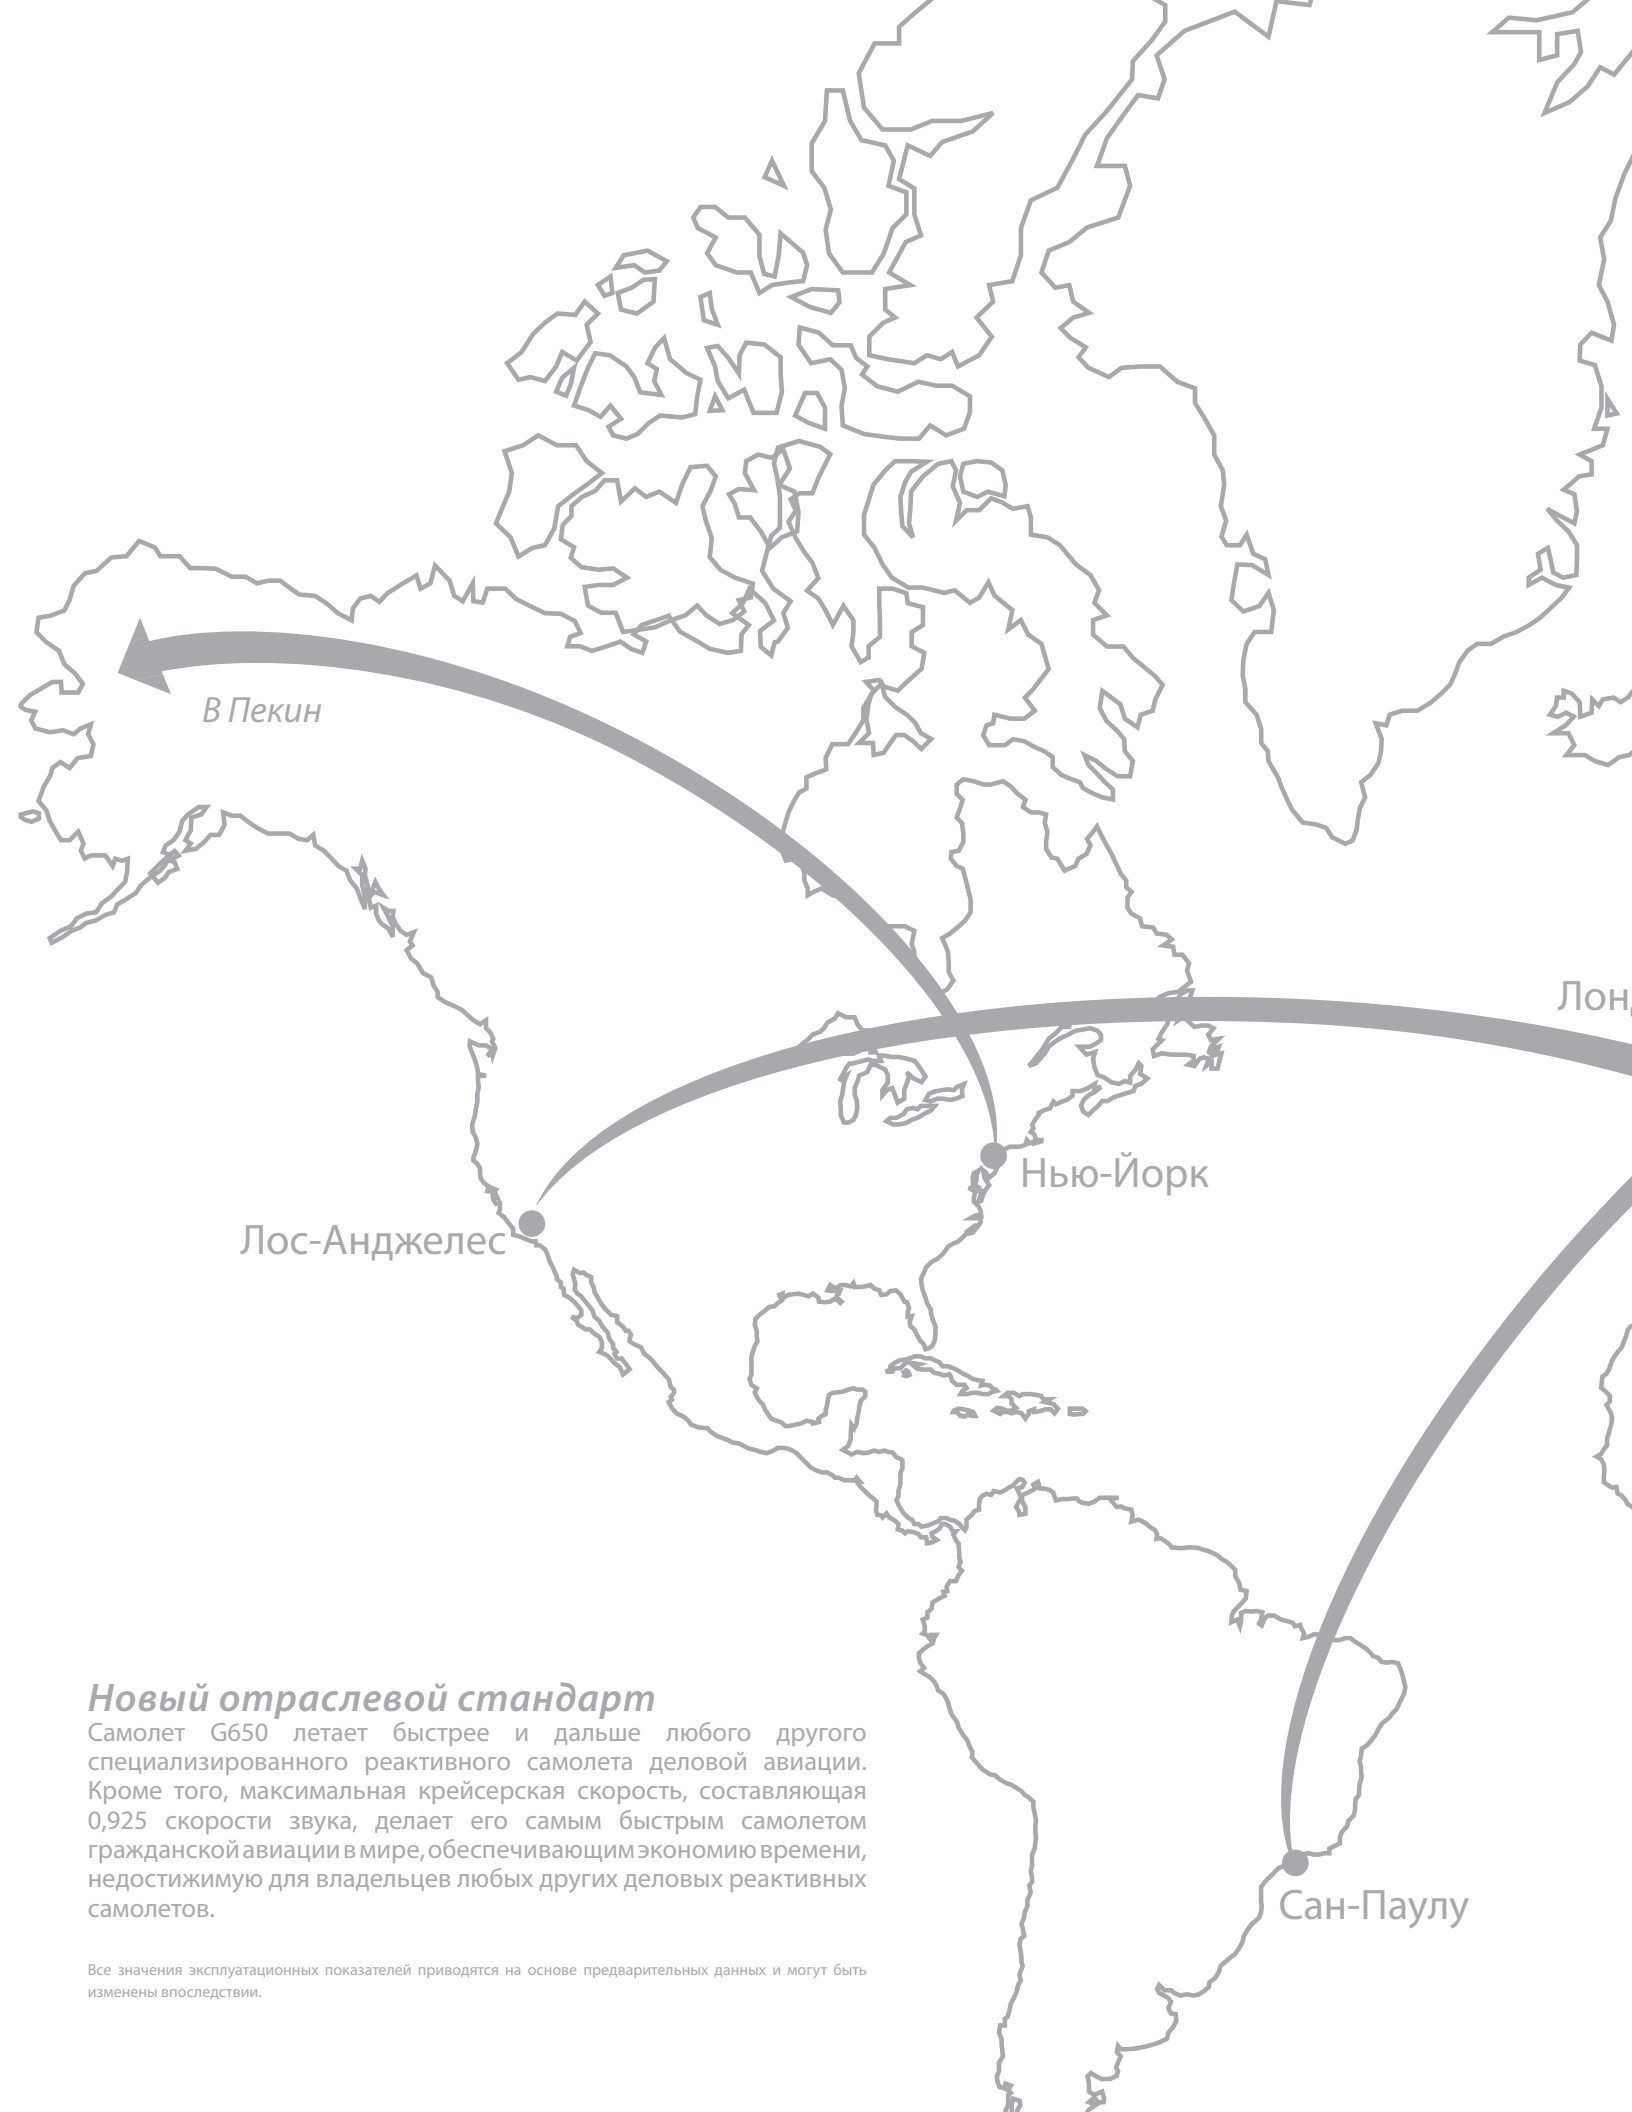 В Пекин
Лон
Нью-Йорк
Лос-Анджелес
Новый отраслевой стандарт
Самолет G650 летает быстрее и дальше любого другого
специализированного реактивного самолета деловой авиации.
Кроме того, максимальная крейсерская скорость, составляющая
0,925 скорости звука, делает его самым быстрым самолетом
гражданской авиации в мире, обеспечивающим экономию времени,
недостижимую для владельцев любых других деловых реактивных
самолетов.
Сан-Паулу
Все значения эксплуатационных показателей приводятся на основе предварительных данных и могут быть
изменены впоследствии.